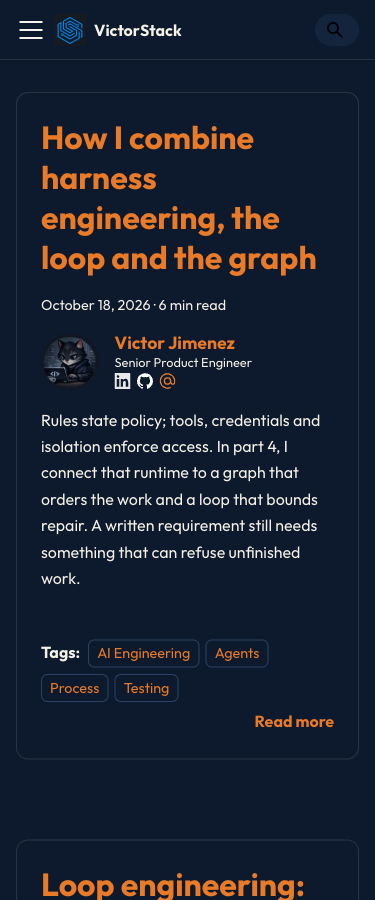 VictorStack
How I combine
harness
engineering, the
loop and the graph
October 18, 2026 · 6 min read
Victor Jimenez
Senior Product Engineer
Rules state policy; tools, credentials and
isolation enforce access. In part 4, I
connect that runtime to a graph that
orders the work and a loop that bounds
repair. A written requirement still needs
something that can refuse unfinished
work.
Tags: AI Engineering Agents
Process Testing
Read more
Loop engineering: